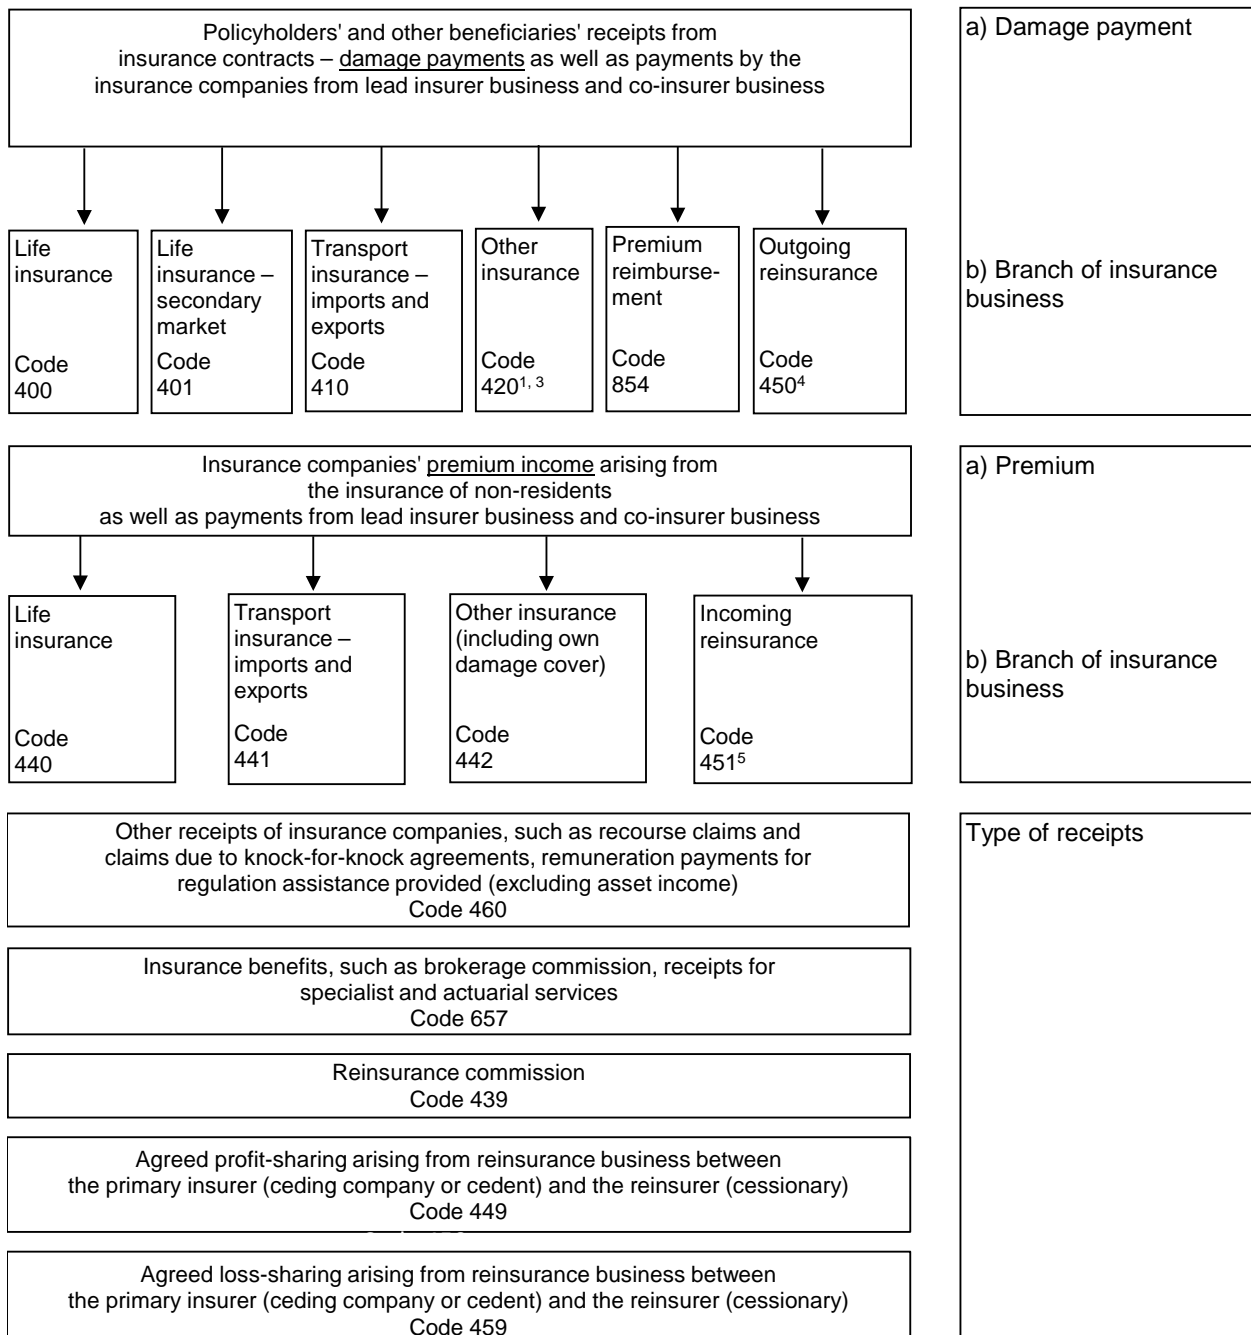 Policyholders' and other beneficiaries' receipts from
insurance contracts – damage payments as well as payments by the
insurance companies from lead insurer business and co-insurer business
a) Damage payment
b) Branch of insurance
business
Life
insurance
Code
400
Life
insurance –
secondary
market
Code
401
Transport
insurance –
imports and
exports
Code
410
Other
insurance
Code
420¹, ³
Premium
reimburse-
ment
Code
854
Outgoing
reinsurance
Code
450⁴
Insurance companies' premium income arising from
the insurance of non-residents
as well as payments from lead insurer business and co-insurer business
a) Premium
b) Branch of insurance
business
Life
insurance
Code
440
Transport
insurance –
imports and
exports
Code
441
Other insurance
(including own
damage cover)
Code
442
Incoming
reinsurance
Code
451⁵
Other receipts of insurance companies, such as recourse claims and
claims due to knock-for-knock agreements, remuneration payments for
regulation assistance provided (excluding asset income)
Code 460
Type of receipts
Insurance benefits, such as brokerage commission, receipts for
specialist and actuarial services
Code 657
Reinsurance commission
Code 439
Agreed profit-sharing arising from reinsurance business between
the primary insurer (ceding company or cedent) and the reinsurer (cessionary)
Code 449
Agreed loss-sharing arising from reinsurance business between
the primary insurer (ceding company or cedent) and the reinsurer (cessionary)
Code 459